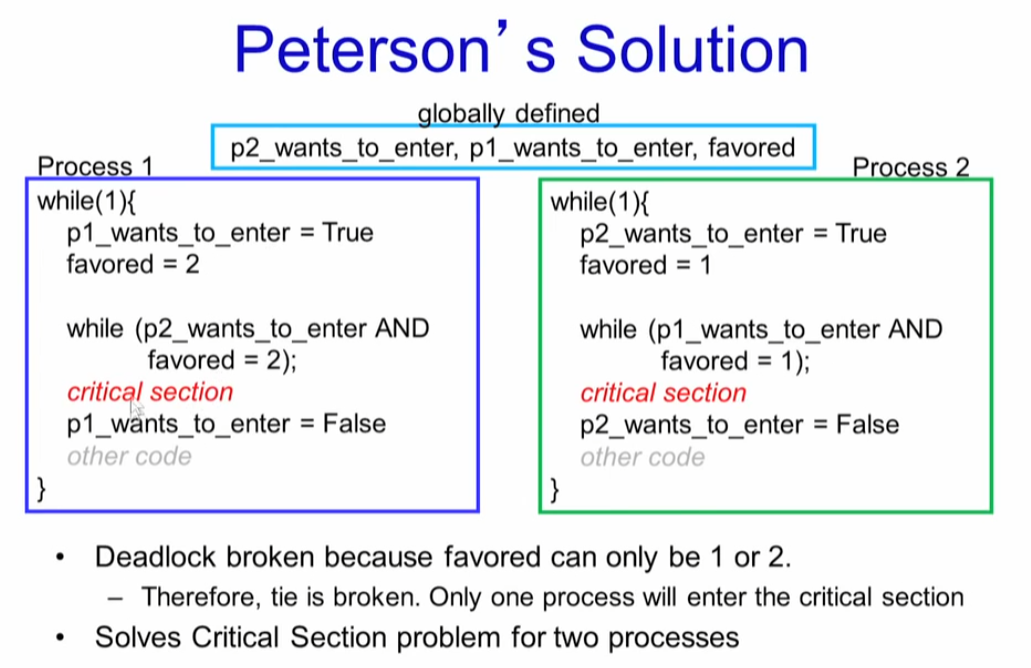 Peterson’s Solution
globally defined
p2_wants_to_enter, p1_wants_to_enter, favored
Process 1
while(1){
p1_wants_to_enter = True
favored = 2
while (p2_wants_to_enter AND
favored = 2);
critical section
p1_wants_to_enter = False
other code
}
Process 2
while(1){
p2_wants_to_enter = True
favored = 1
while (p1_wants_to_enter AND
favored = 1);
critical section
p2_wants_to_enter = False
other code
}
• Deadlock broken because favored can only be 1 or 2.
– Therefore, tie is broken. Only one process will enter the critical section
• Solves Critical Section problem for two processes